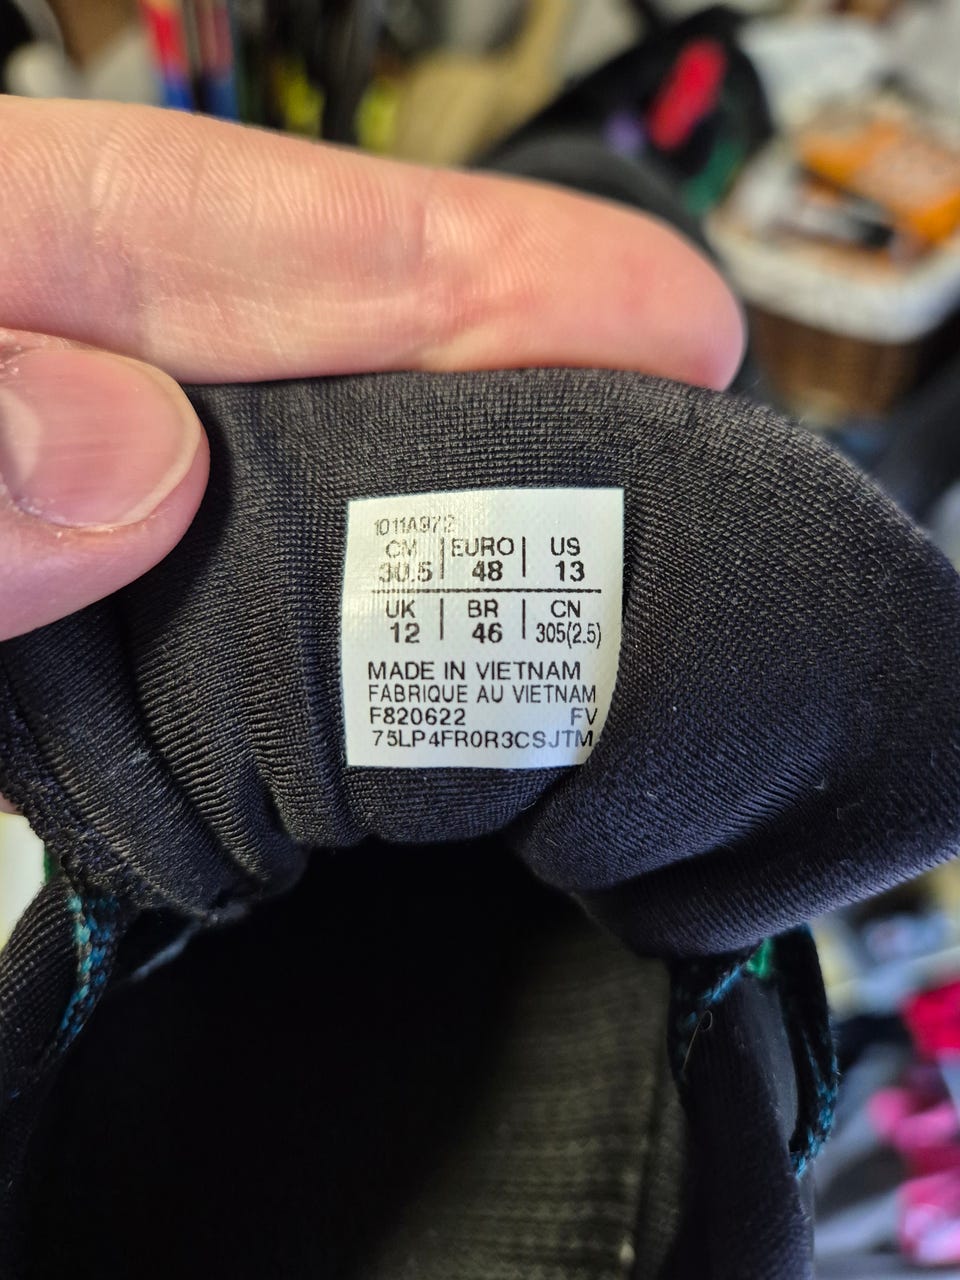 1011A972
CM | EURO | US
30.5 | 48 | 13
UK | BR | CN
12 | 46 | 305(2.5)
MADE IN VIETNAM
FABRIQUE AU VIETNAM
F820622 FV
75LP4FR0R3CSJTM